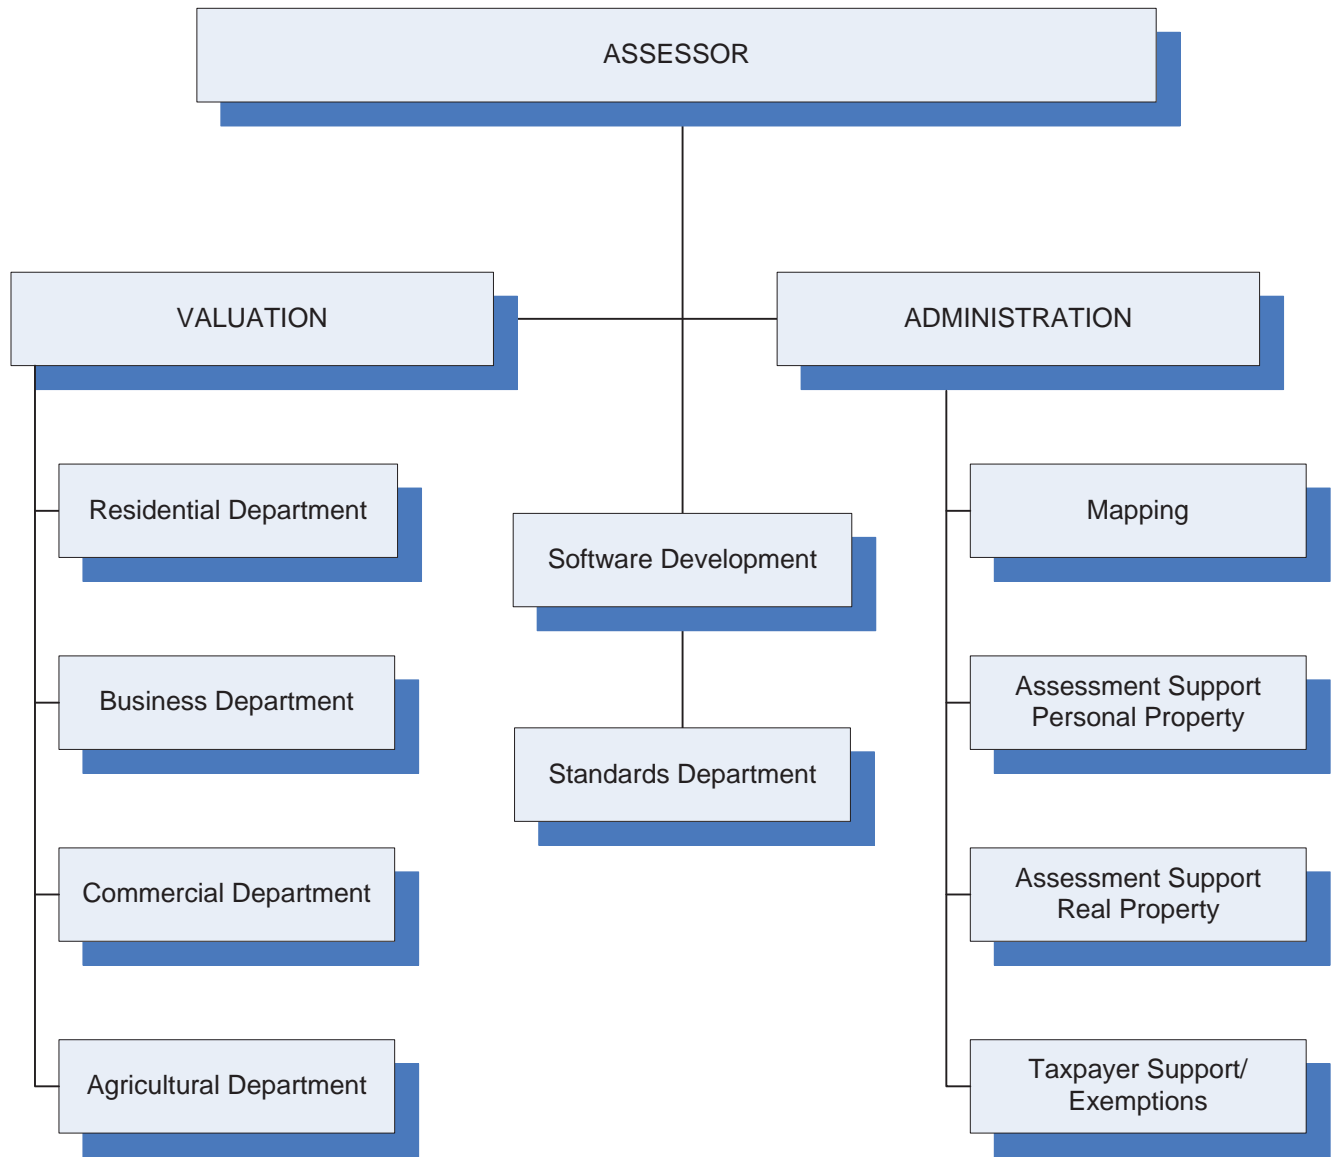 ASSESSOR
VALUATION
ADMINISTRATION
Residential Department
Business Department
Commercial Department
Agricultural Department
Software Development
Standards Department
Mapping
Assessment Support
Personal Property
Assessment Support
Real Property
Taxpayer Support/
Exemptions